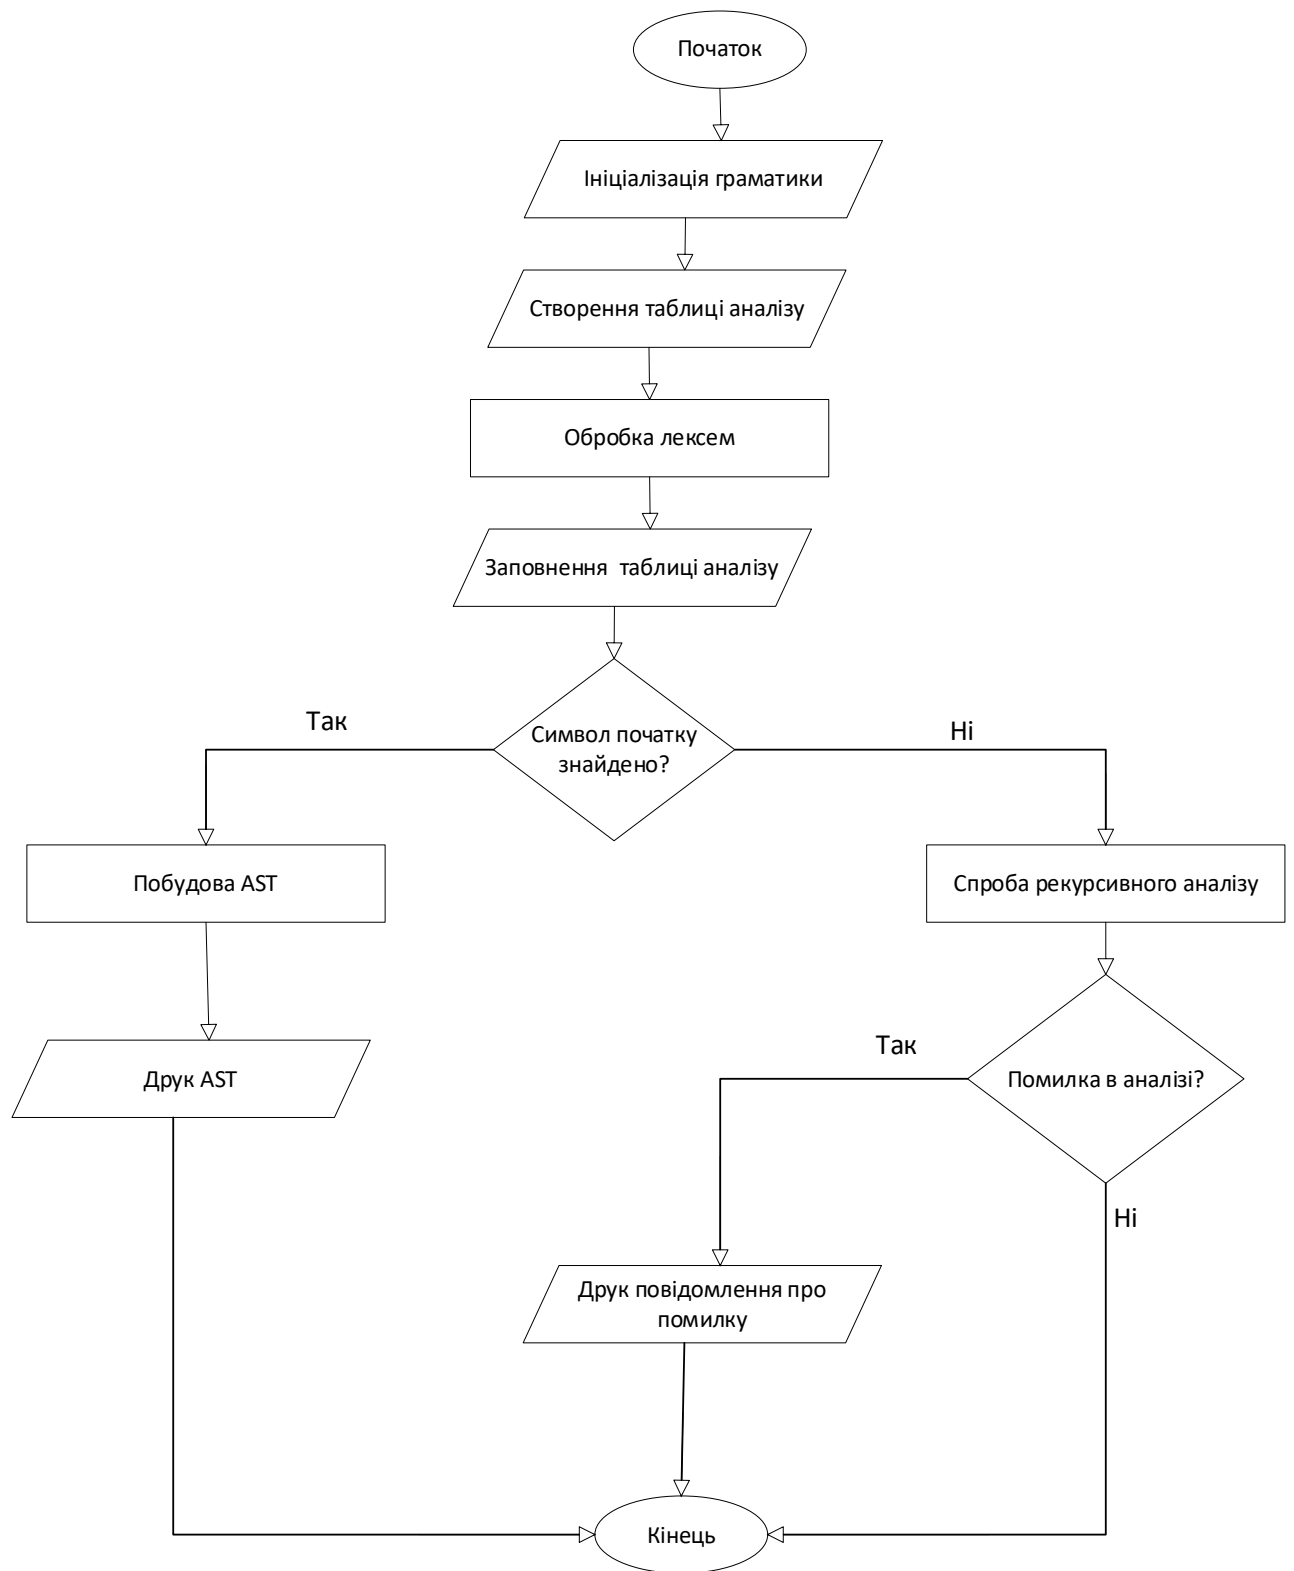 Початок
Ініціалізація граматики
Створення таблиці аналізу
Обробка лексем
Заповнення  таблиці аналізу
Символ початку
знайдено?
Так
Ні
Побудова AST
Спроба рекурсивного аналізу
Друк AST
Так
Помилка в аналізі?
Ні
Друк повідомлення про
помилку
Кінець